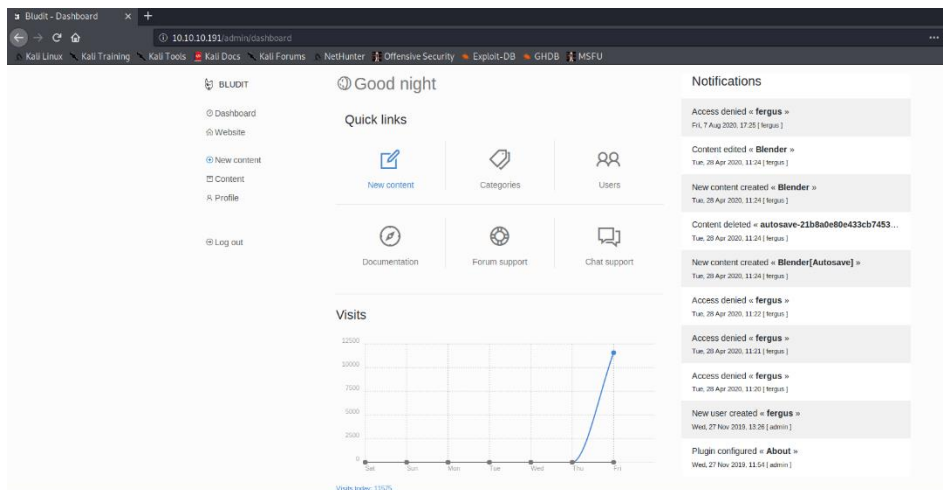 Bludit - Dashboard
10.10.10.191/admin/dashboard
Kali Linux Kali Training Kali Tools Kali Docs Kali Forums NetHunter Offensive Security Exploit-DB GHDB MSFU
BLUDIT
Dashboard
Website
New content
Content
Profile
Log out
Good night
Quick links
New content Categories Users
Documentation Forum support Chat support
Visits
12500
10000
7500
5000
2500
0
Sat Sun Mon Tue Wed Thu Fri
Visits today: 11575
Notifications
Access denied « fergus »
Fri, 7 Aug 2020, 17:25 [ fergus ]
Content edited « Blender »
Tue, 28 Apr 2020, 11:24 [ fergus ]
New content created « Blender »
Tue, 28 Apr 2020, 11:24 [ fergus ]
Content deleted « autosave-21b8a0e80e433cb7453...
Tue, 28 Apr 2020, 11:24 [ fergus ]
New content created « Blender[Autosave] »
Tue, 28 Apr 2020, 11:24 [ fergus ]
Access denied « fergus »
Tue, 28 Apr 2020, 11:22 [ fergus ]
Access denied « fergus »
Tue, 28 Apr 2020, 11:21 [ fergus ]
Access denied « fergus »
Tue, 28 Apr 2020, 11:20 [ fergus ]
New user created « fergus »
Wed, 27 Nov 2019, 13:26 [ admin ]
Plugin configured « About »
Wed, 27 Nov 2019, 11:54 [ admin ]